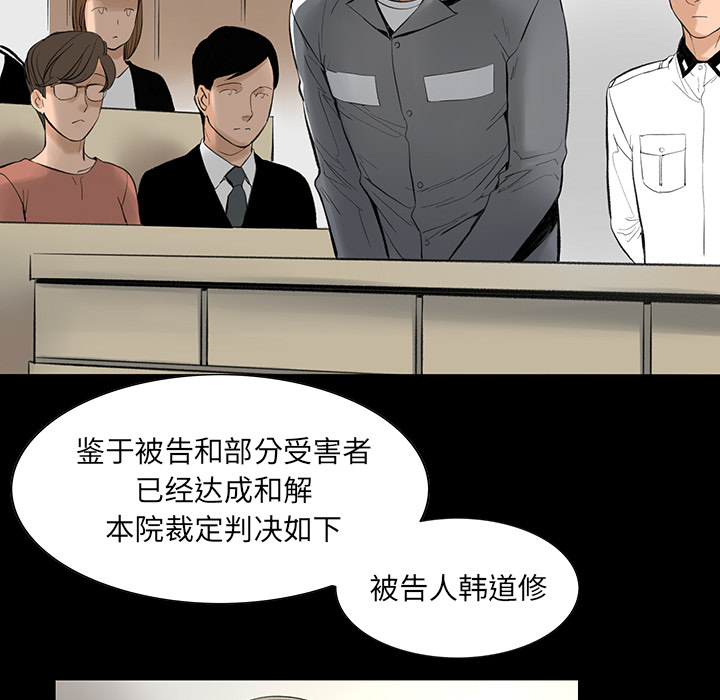 鉴于被告和部分受害者
已经达成和解
本院裁定判决如下
被告人韩道修